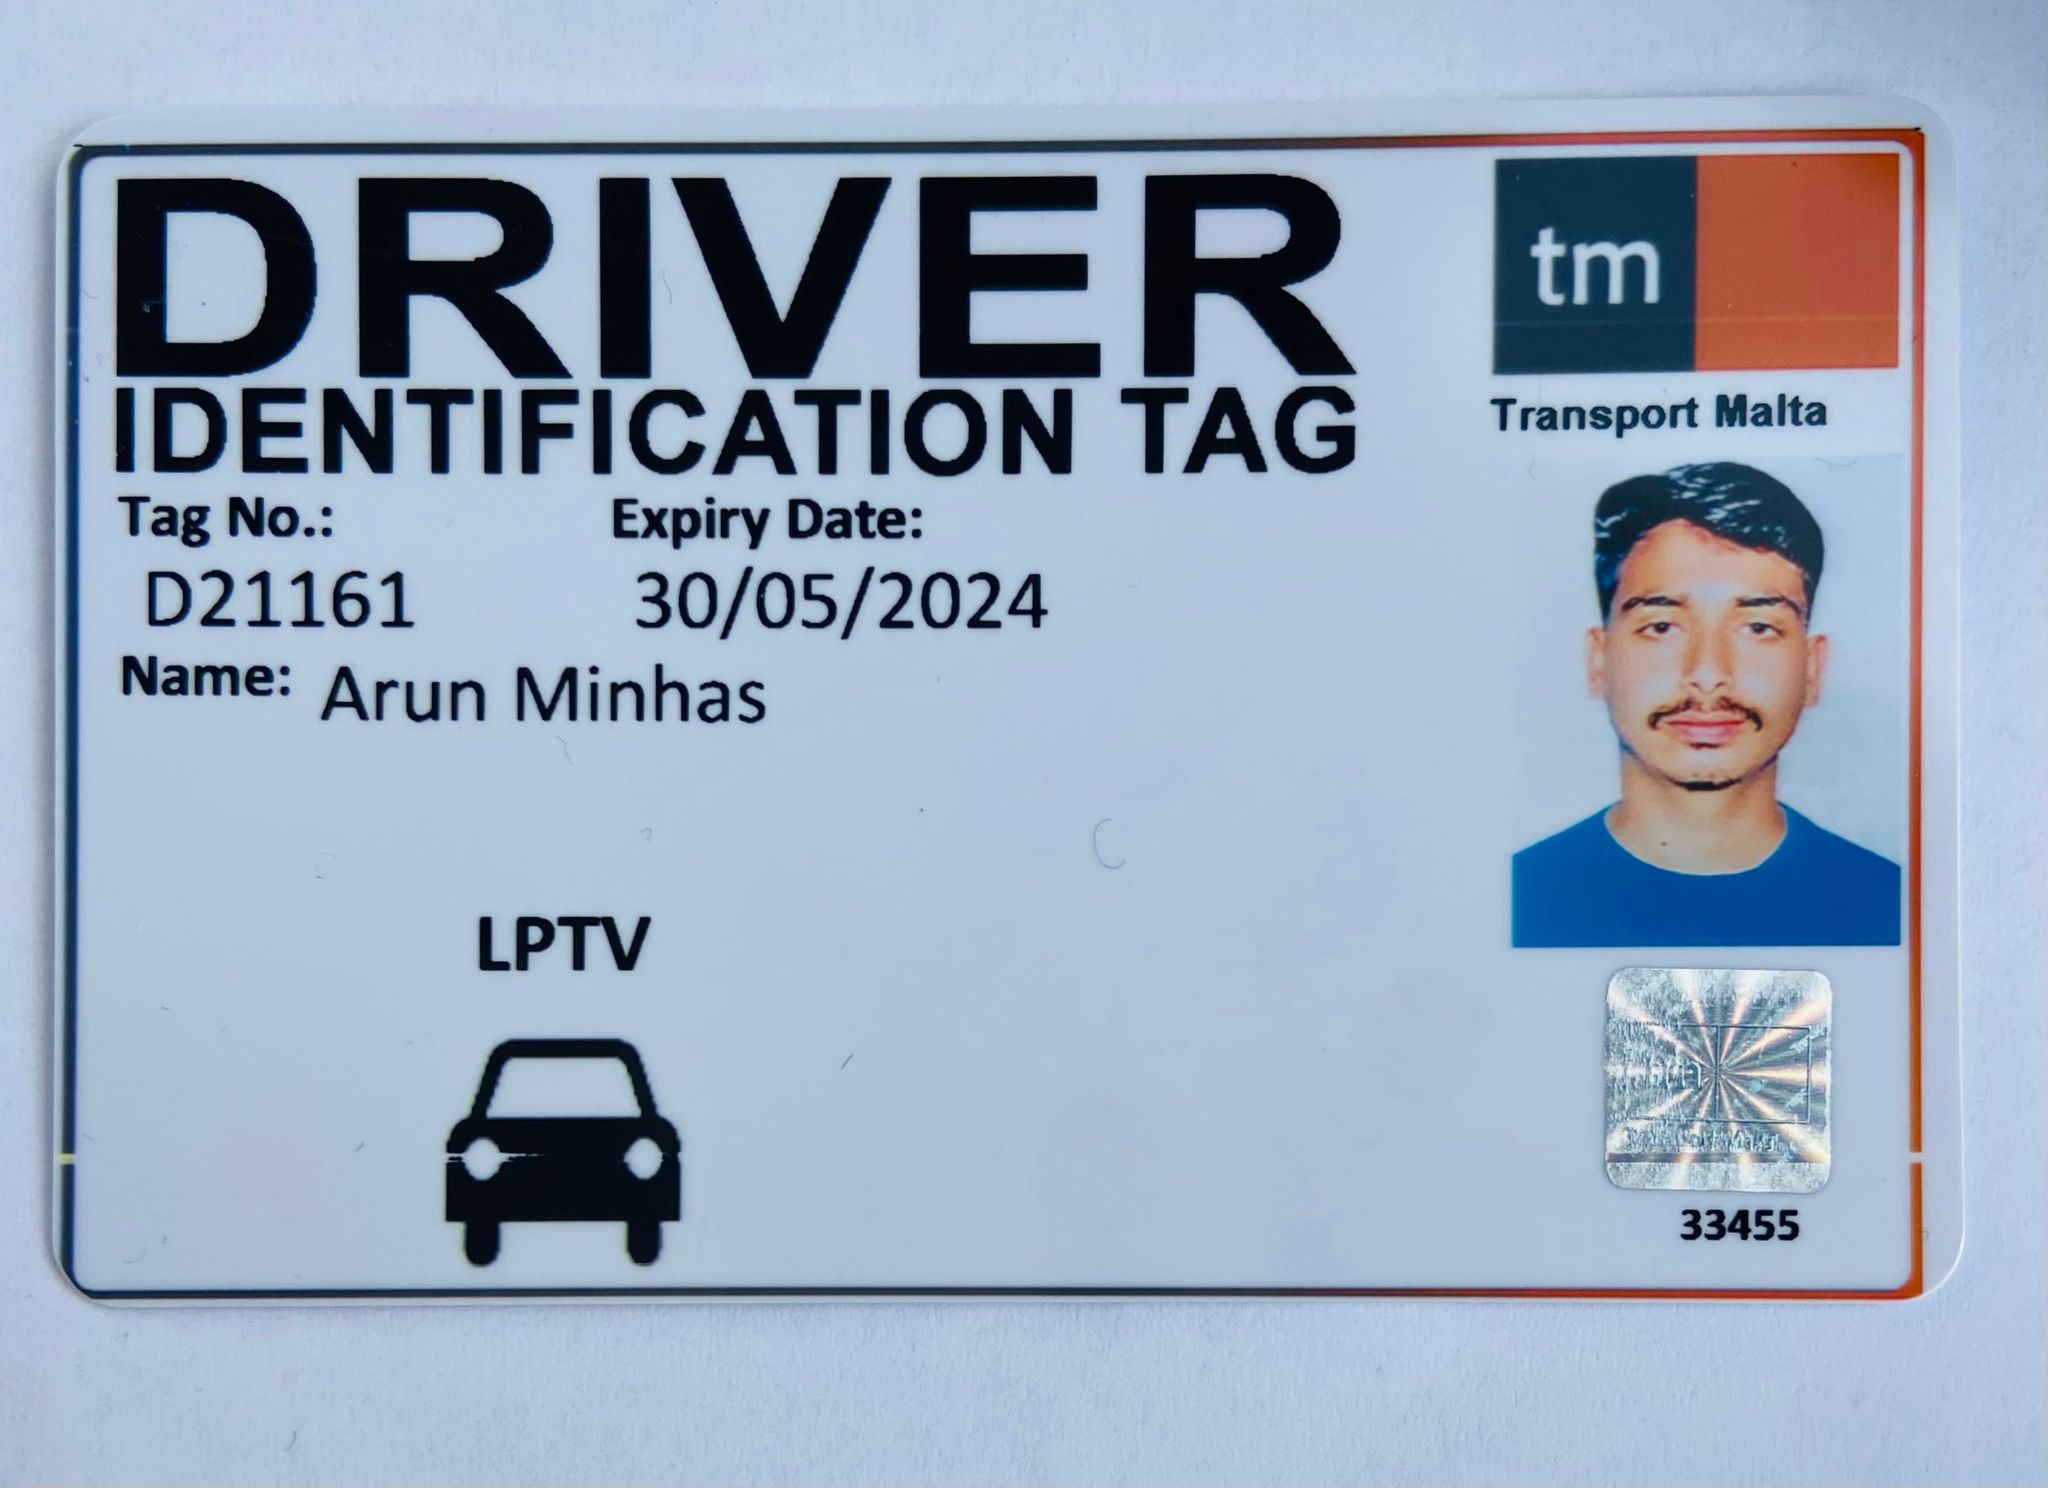 DRIVER
IDENTIFICATION TAG
tm
Transport Malta
Tag No.: Expiry Date:
D21161 30/05/2024
Name: Arun Minhas
LPTV
33455